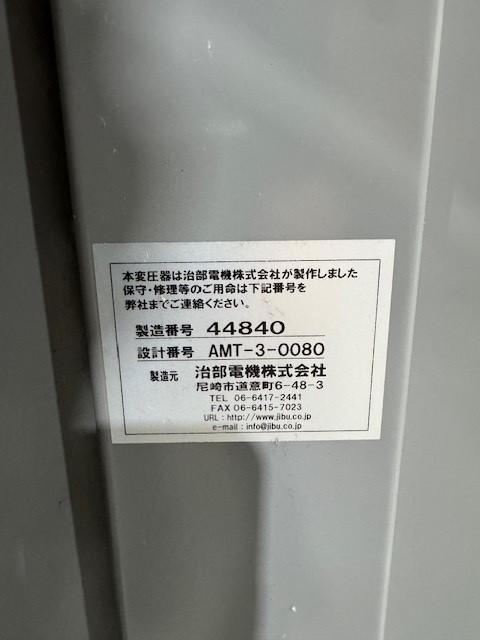 本変圧器は治部電機株式会社が製作しました
保守・修理等のご用命は下記番号を
弊社までご連絡ください。
製造番号 44840
設計番号 AMT-3-0080
製造元 治部電機株式会社
尼崎市道意町6-48-3
TEL 06-6417-2441
FAX 06-6415-7023
URL : http://www.jibu.co.jp
e-mail : info@jibu.co.jp